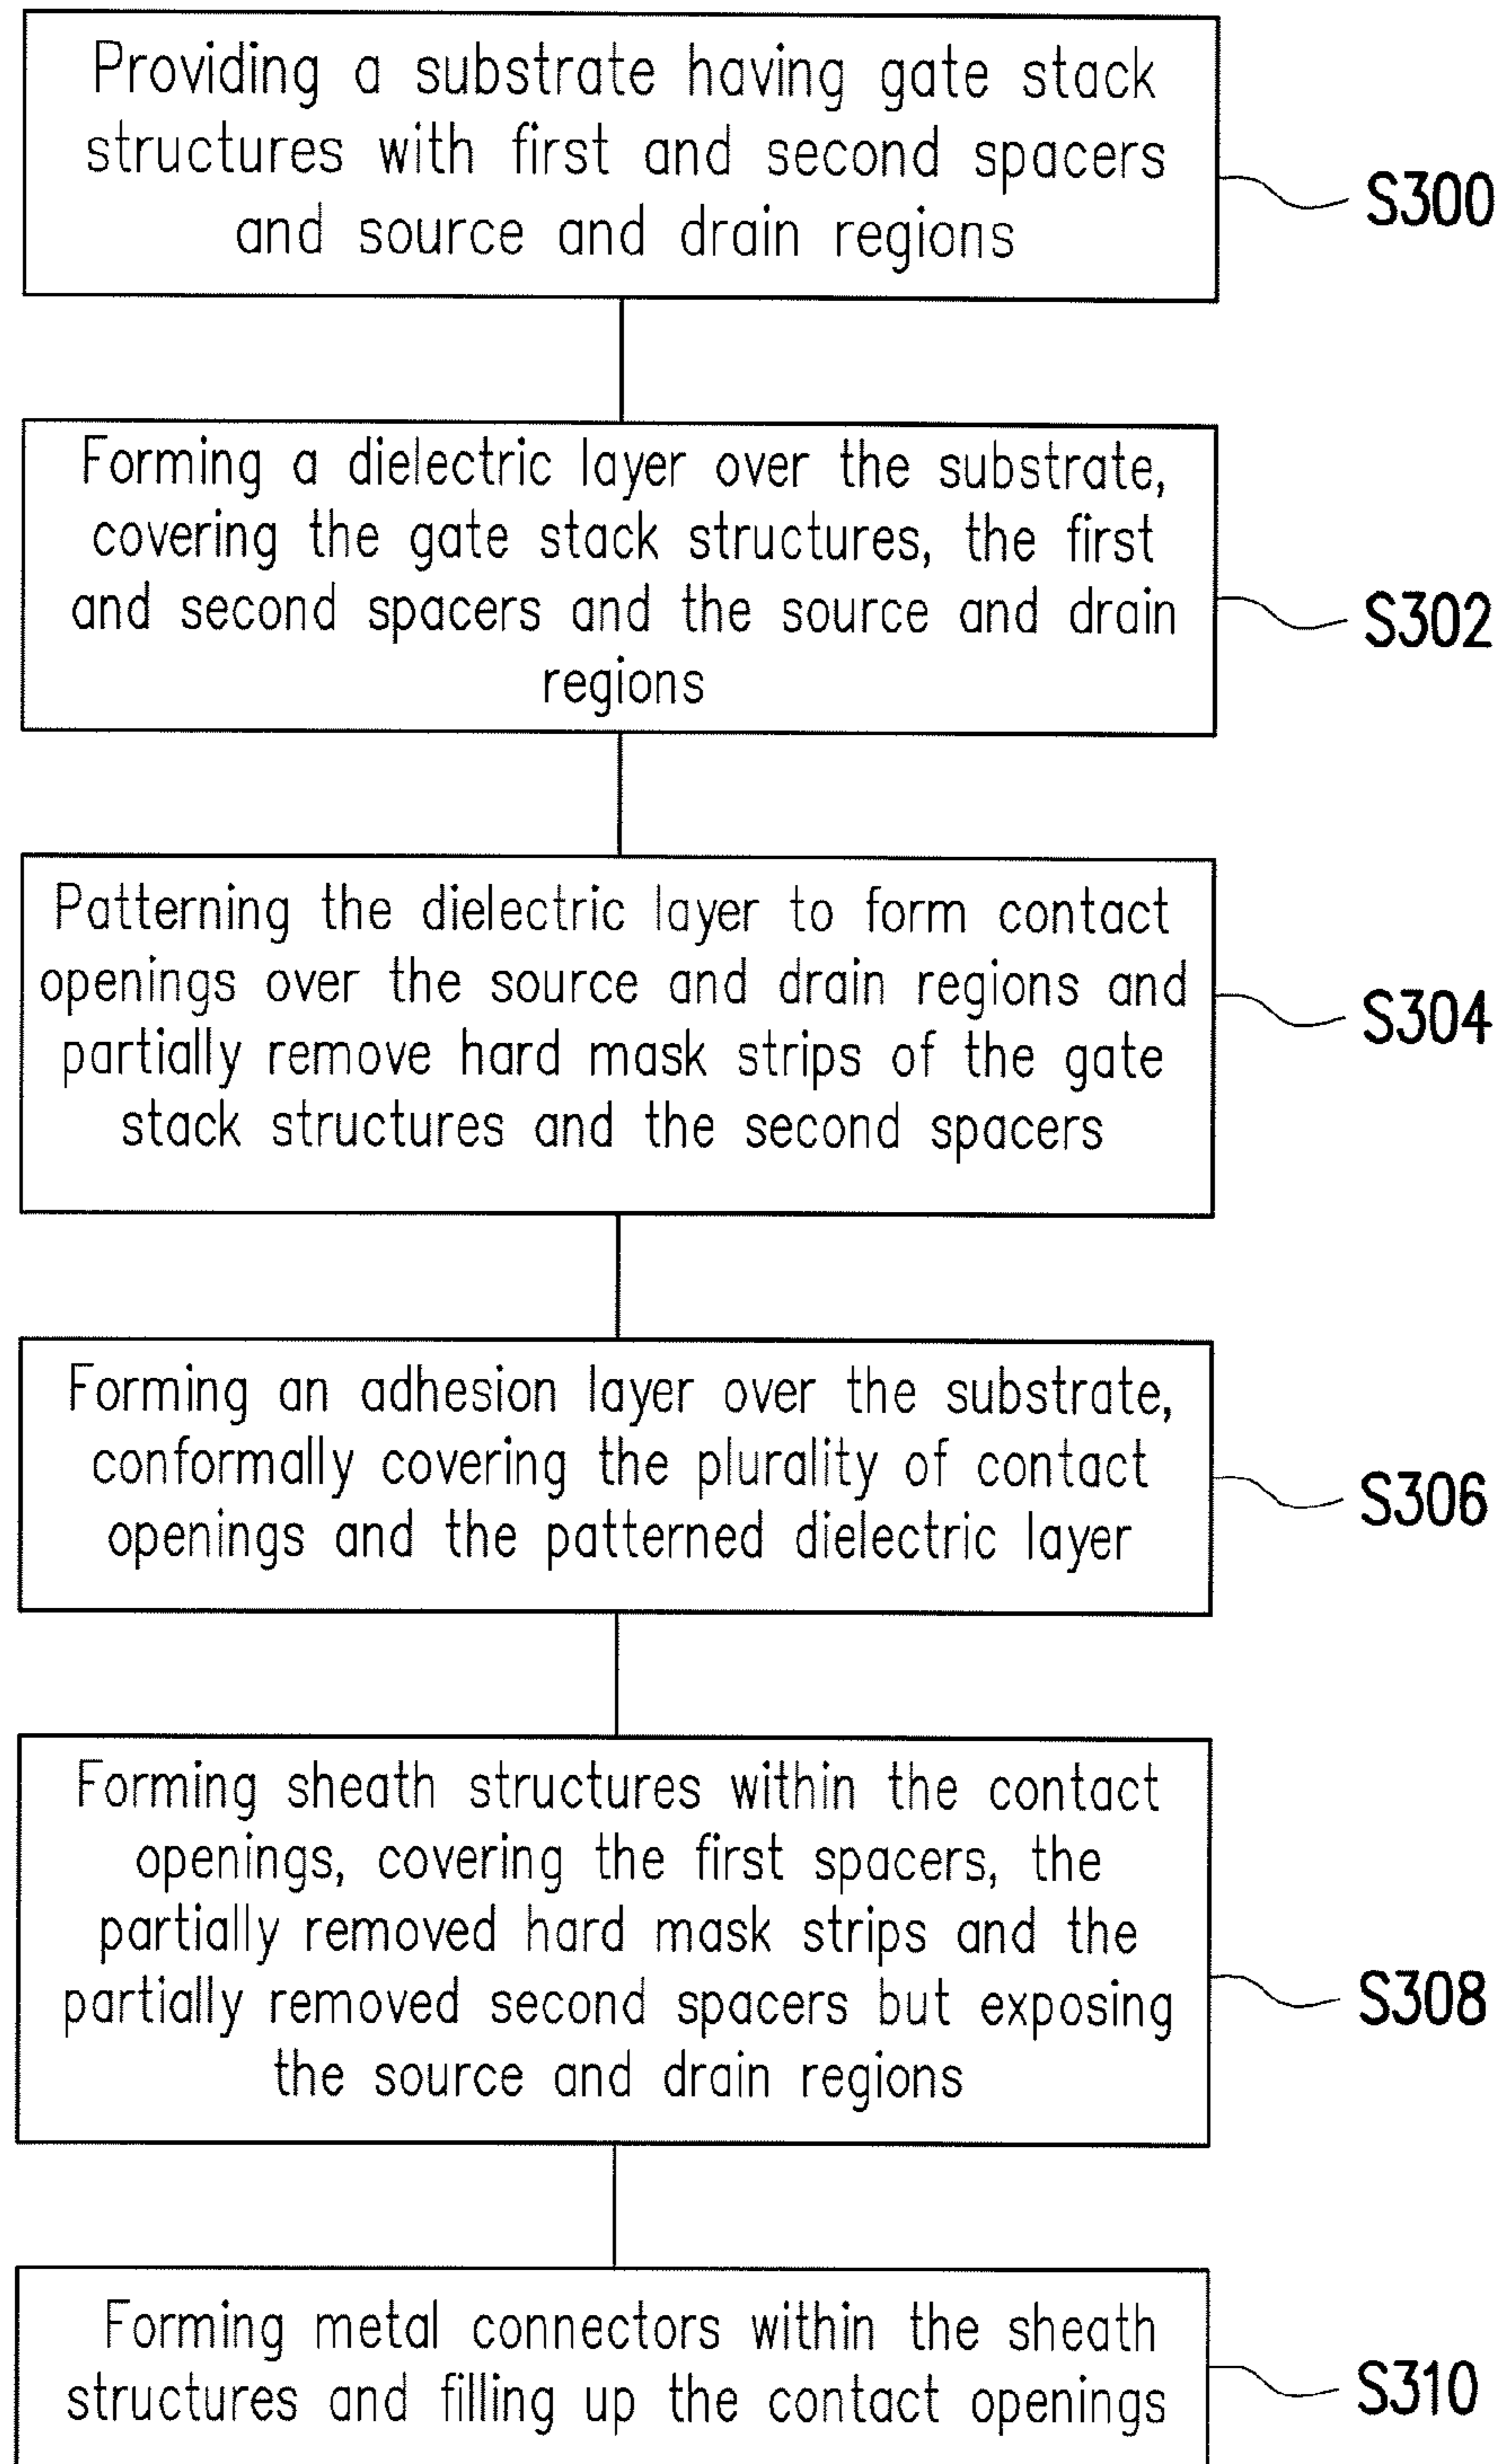 Providing a substrate having gate stack
structures with first and second spacers
and source and drain regions
S300
Forming a dielectric layer over the substrate,
covering the gate stack structures, the first
and second spacers and the source and drain
regions
S302
Patterning the dielectric layer to form contact
openings over the source and drain regions and
partially remove hard mask strips of the gate
stack structures and the second spacers
S304
Forming an adhesion layer over the substrate,
conformally covering the plurality of contact
openings and the patterned dielectric layer
S306
Forming sheath structures within the contact
openings, covering the first spacers, the
partially removed hard mask strips and the
partially removed second spacers but exposing
the source and drain regions
S308
Forming metal connectors within the sheath
structures and filling up the contact openings
S310